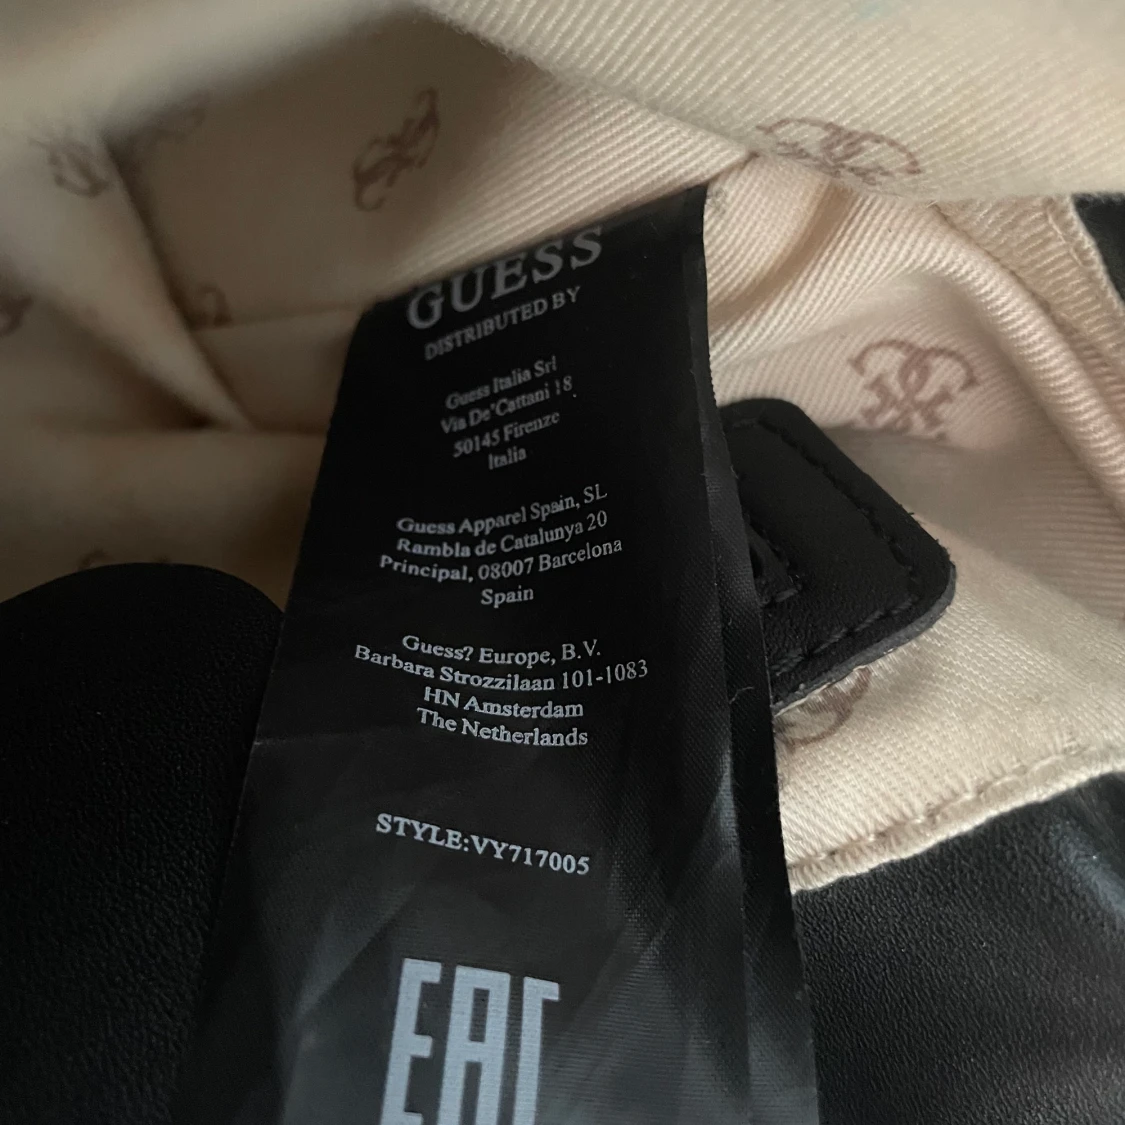 GUESS
DISTRIBUTED BY
Guess Italia Srl
Via De'Cattani 18
50145 Firenze
Italia
Guess Apparel Spain, SL
Rambla de Catalunya 20
Principal, 08007 Barcelona
Spain
Guess? Europe, B.V.
Barbara Strozzilaan 101-1083
HN Amsterdam
The Netherlands
STYLE:VY717005
EAC